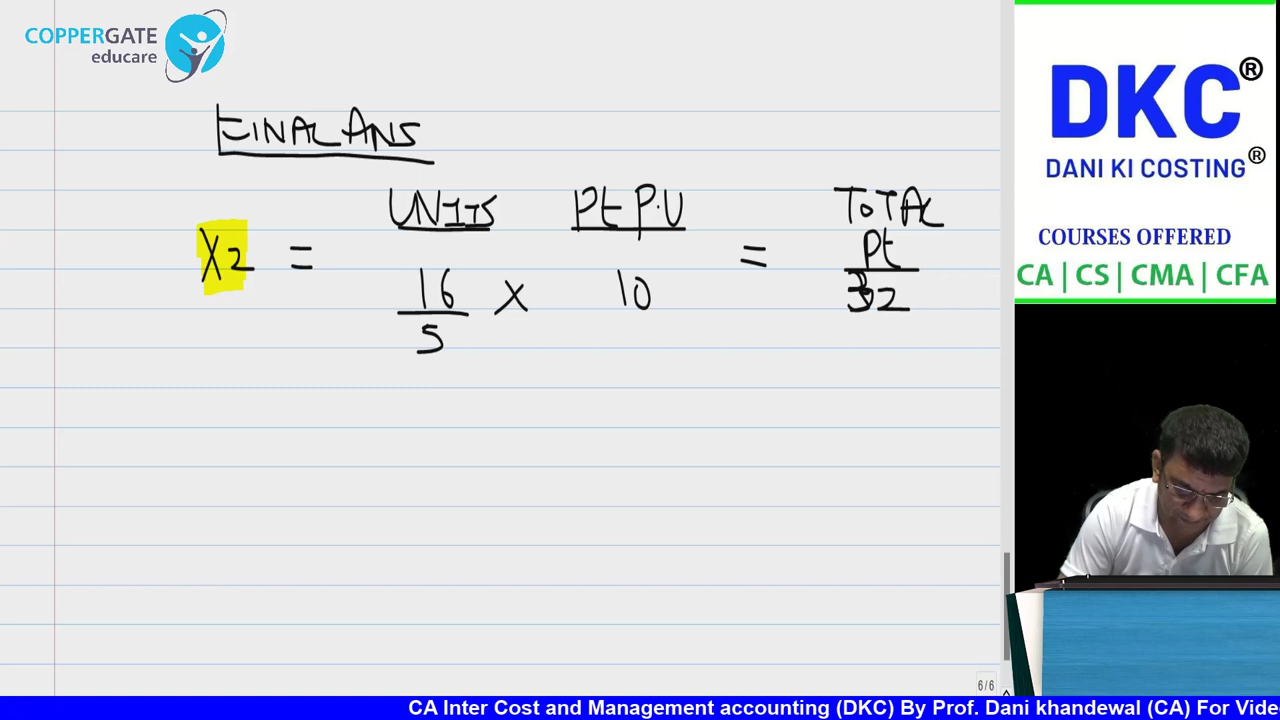 COPPERGATE
educare
FINAL ANS
UNITS Pt P.U TOTAL
Pt
X2 = =
16 × 10 32
5
DKC®
DANI KI COSTING®
COURSES OFFERED
CA | CS | CMA | CFA
6/6
CA Inter Cost and Management accounting (DKC) By Prof. Dani khandewal (CA) For Vide